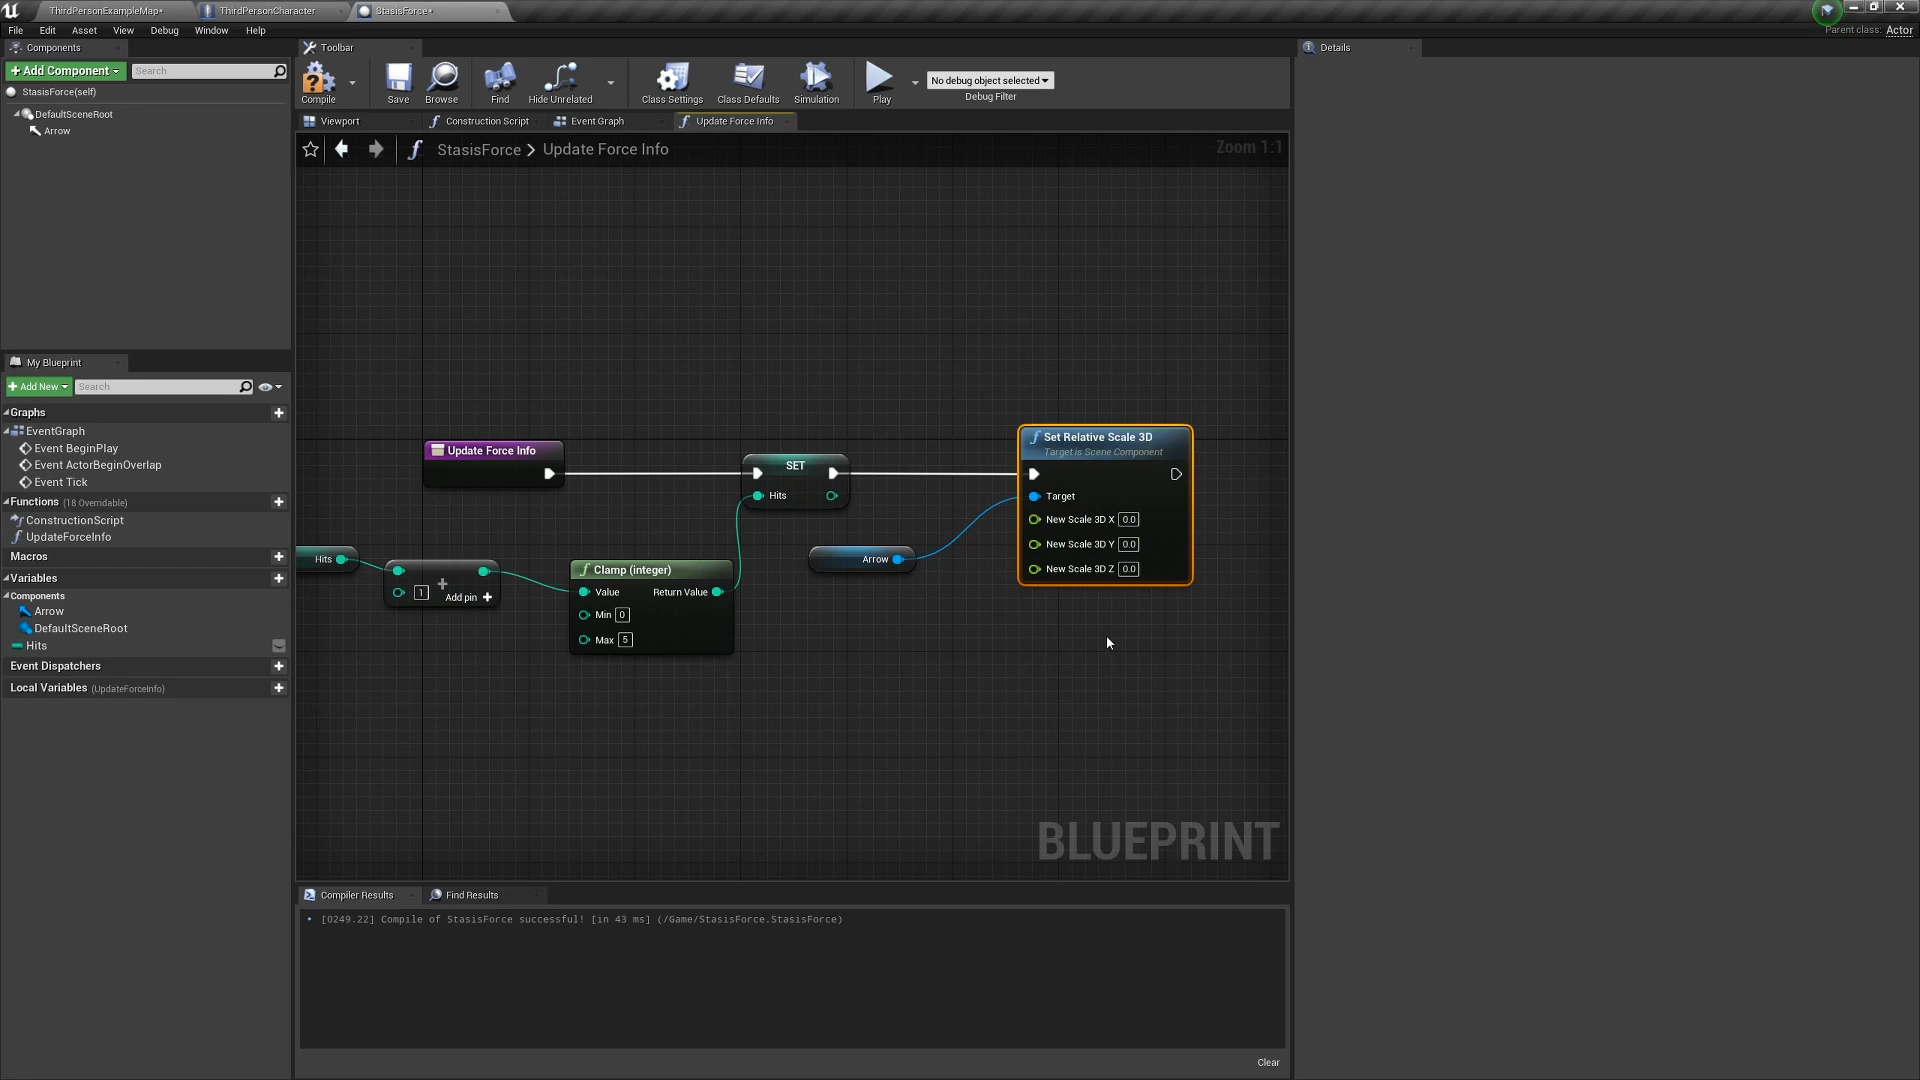 ThirdPersonExampleMap*
ThirdPersonCharacter
StasisForce*
File Edit Asset View Debug Window Help
Parent class: Actor
Components
+ Add Component
Search
StasisForce(self)
DefaultSceneRoot
Arrow
Toolbar
Compile
Save
Browse
Find
Hide Unrelated
Class Settings
Class Defaults
Simulation
Play
No debug object selected
Debug Filter
Details
Viewport
Construction Script
Event Graph
Update Force Info
StasisForce > Update Force Info
Zoom 1:1
My Blueprint
+ Add New
Search
Graphs
EventGraph
Event BeginPlay
Event ActorBeginOverlap
Event Tick
Functions (18 Overridable)
ConstructionScript
UpdateForceInfo
Macros
Variables
Components
Arrow
DefaultSceneRoot
Hits
Event Dispatchers
Local Variables (UpdateForceInfo)
Update Force Info
SET
Hits
Set Relative Scale 3D
Target is Scene Component
Target
New Scale 3D X 0.0
New Scale 3D Y 0.0
New Scale 3D Z 0.0
Arrow
Hits
1
Add pin +
Clamp (integer)
Value Return Value
Min 0
Max 5
BLUEPRINT
Compiler Results
Find Results
• [0249.22] Compile of StasisForce successful! [in 43 ms] (/Game/StasisForce.StasisForce)
Clear